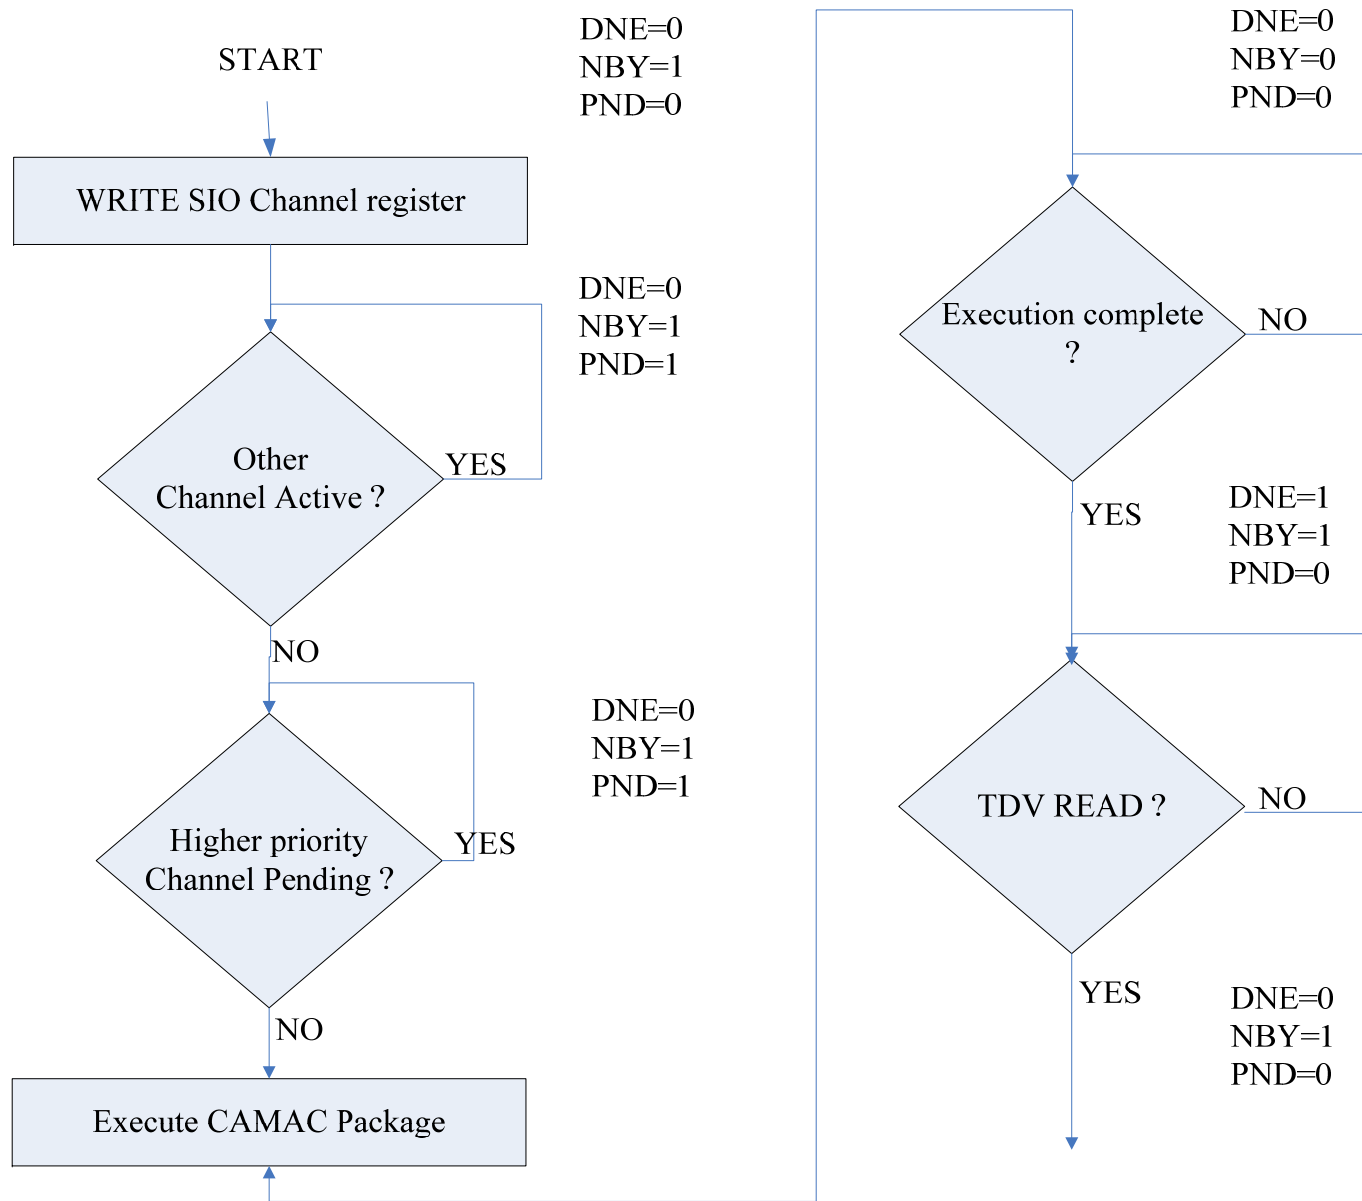 START
DNE=0
NBY=1
PND=0
WRITE SIO Channel register
DNE=0
NBY=1
PND=1
Other
Channel Active ?
YES
NO
DNE=0
NBY=1
PND=1
Higher priority
Channel Pending ?
YES
NO
Execute CAMAC Package
DNE=0
NBY=0
PND=0
Execution complete
?
NO
YES
DNE=1
NBY=1
PND=0
TDV READ ?
NO
YES
DNE=0
NBY=1
PND=0